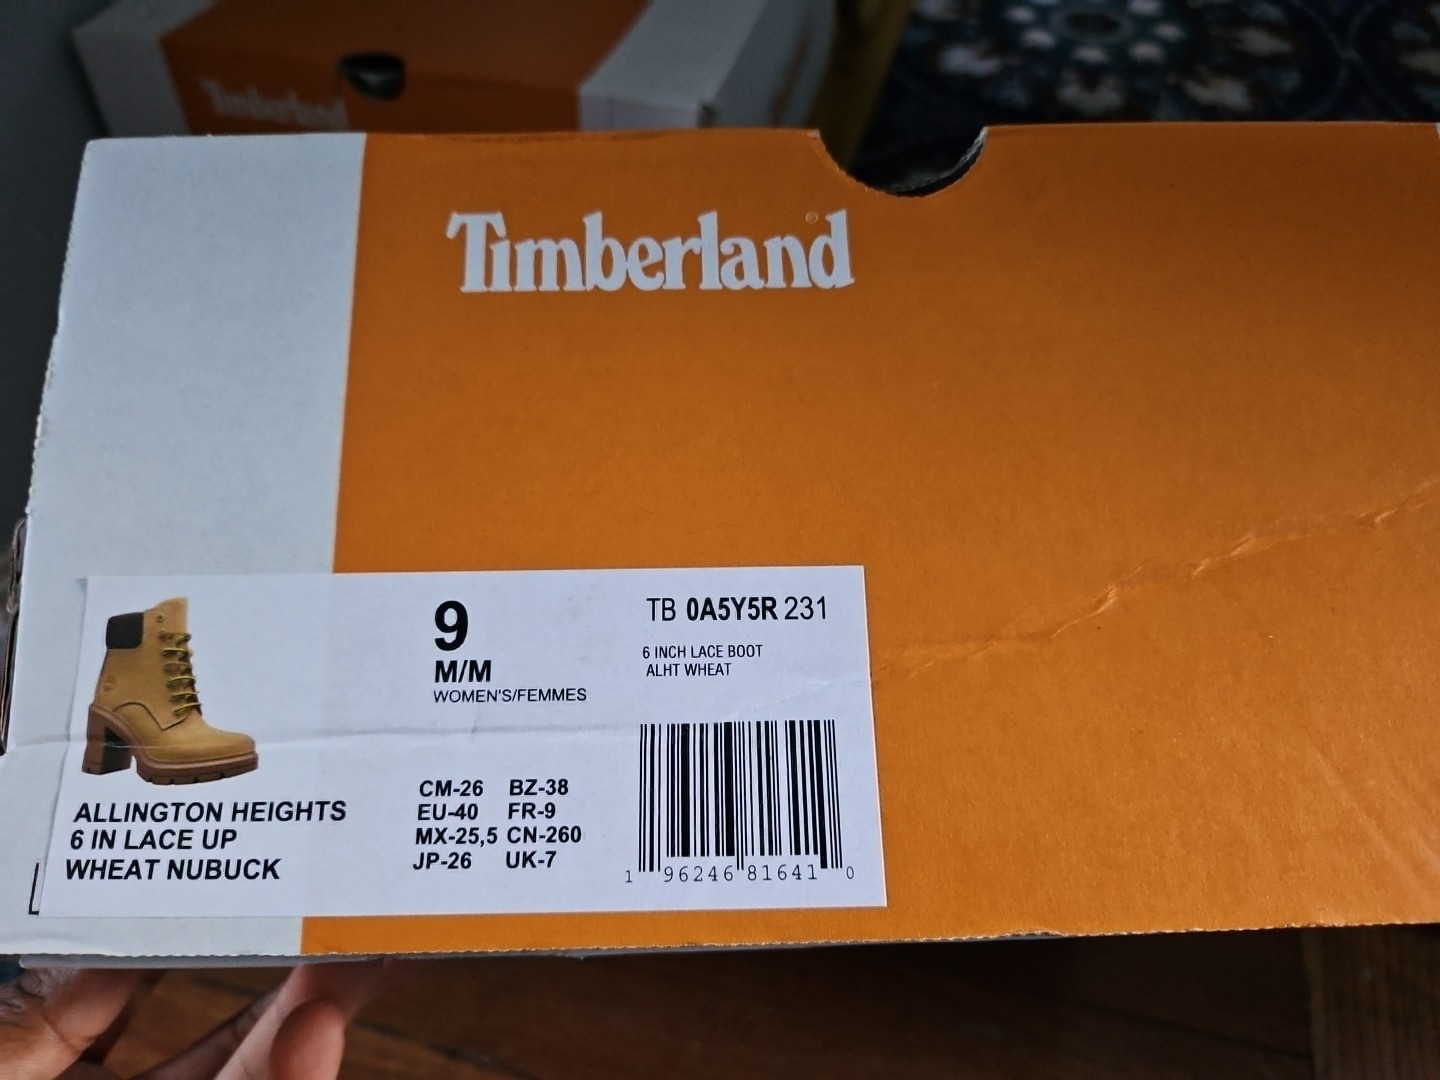 Timberland
Timberland®
9
M/M
WOMEN'S/FEMMES
TB 0A5Y5R 231
6 INCH LACE BOOT
ALHT WHEAT
ALLINGTON HEIGHTS
6 IN LACE UP
WHEAT NUBUCK
CM-26 BZ-38
EU-40 FR-9
MX-25,5 CN-260
JP-26 UK-7
1 96246 81641 0